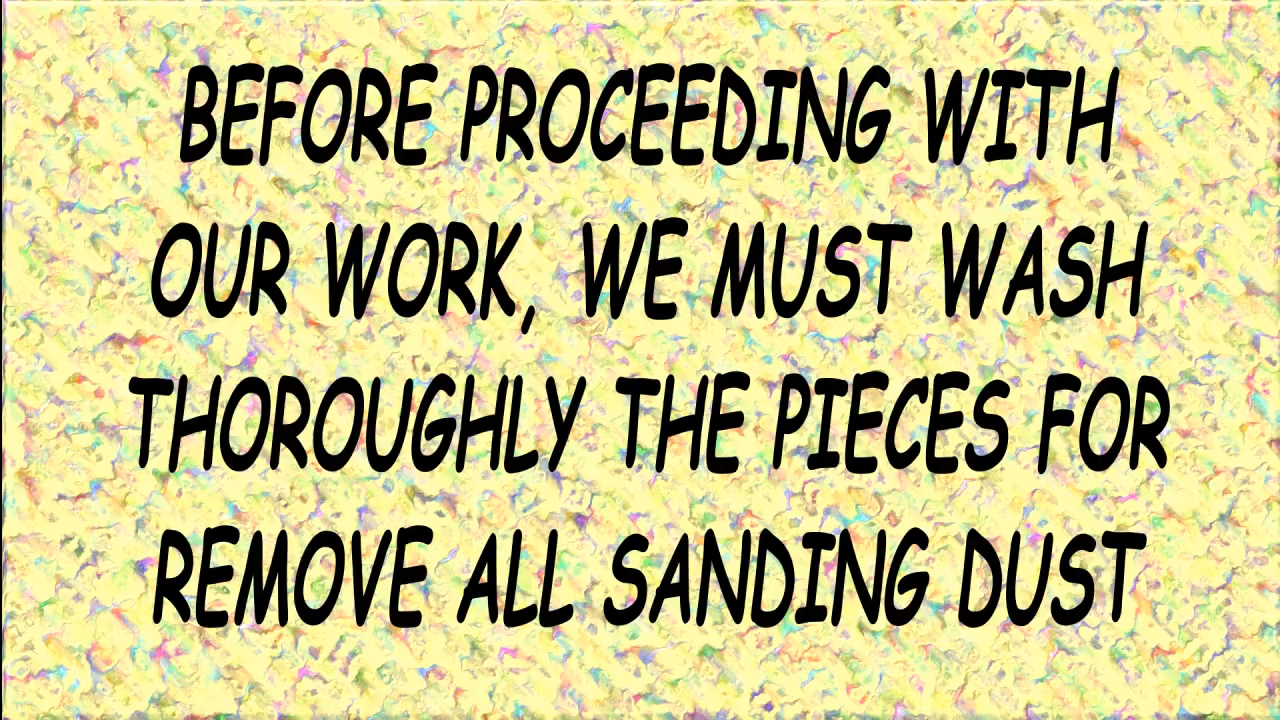 BEFORE PROCEEDING WITH
OUR WORK, WE MUST WASH
THOROUGHLY THE PIECES FOR
REMOVE ALL SANDING DUST